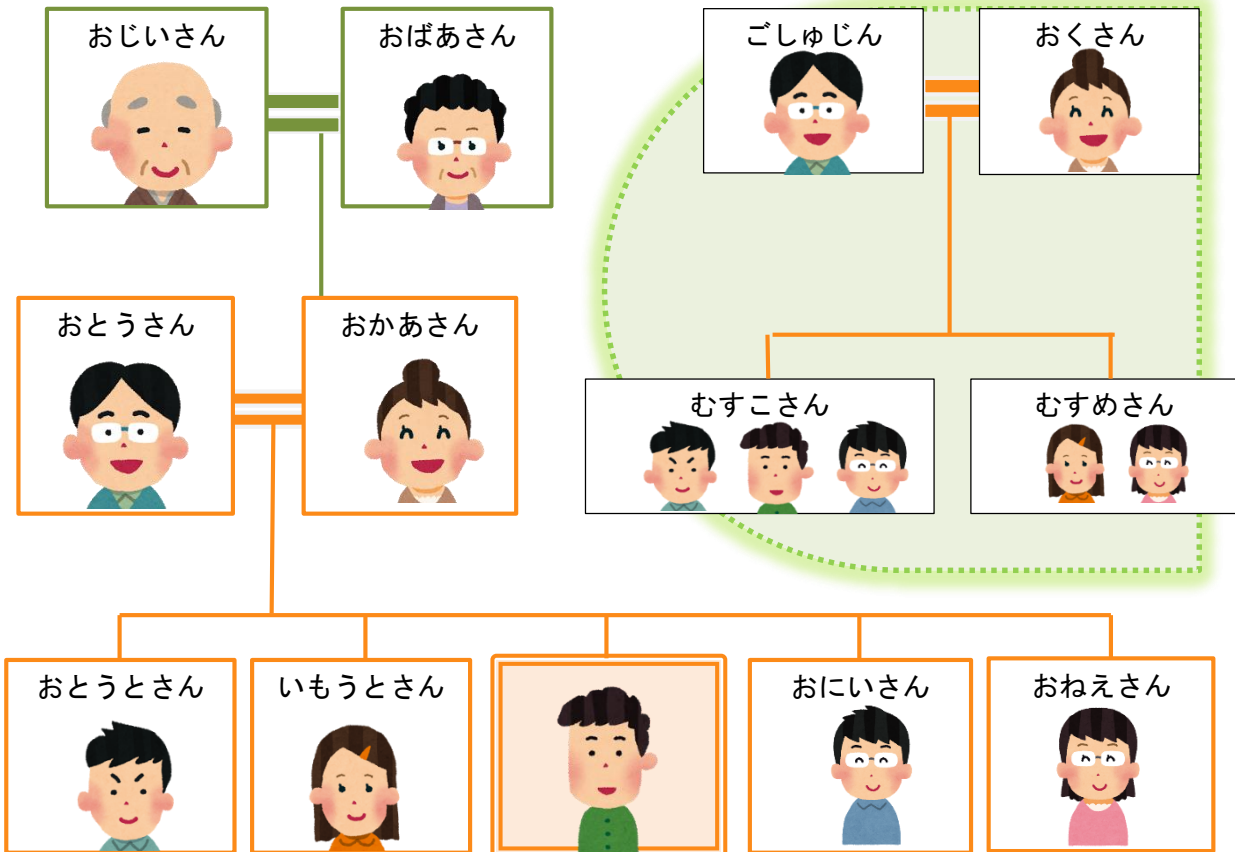 おじいさん
おばあさん
ごしゅじん
おくさん
おとうさん
おかあさん
むすこさん
むすめさん
おとうとさん
いもうとさん
おにいさん
おねえさん